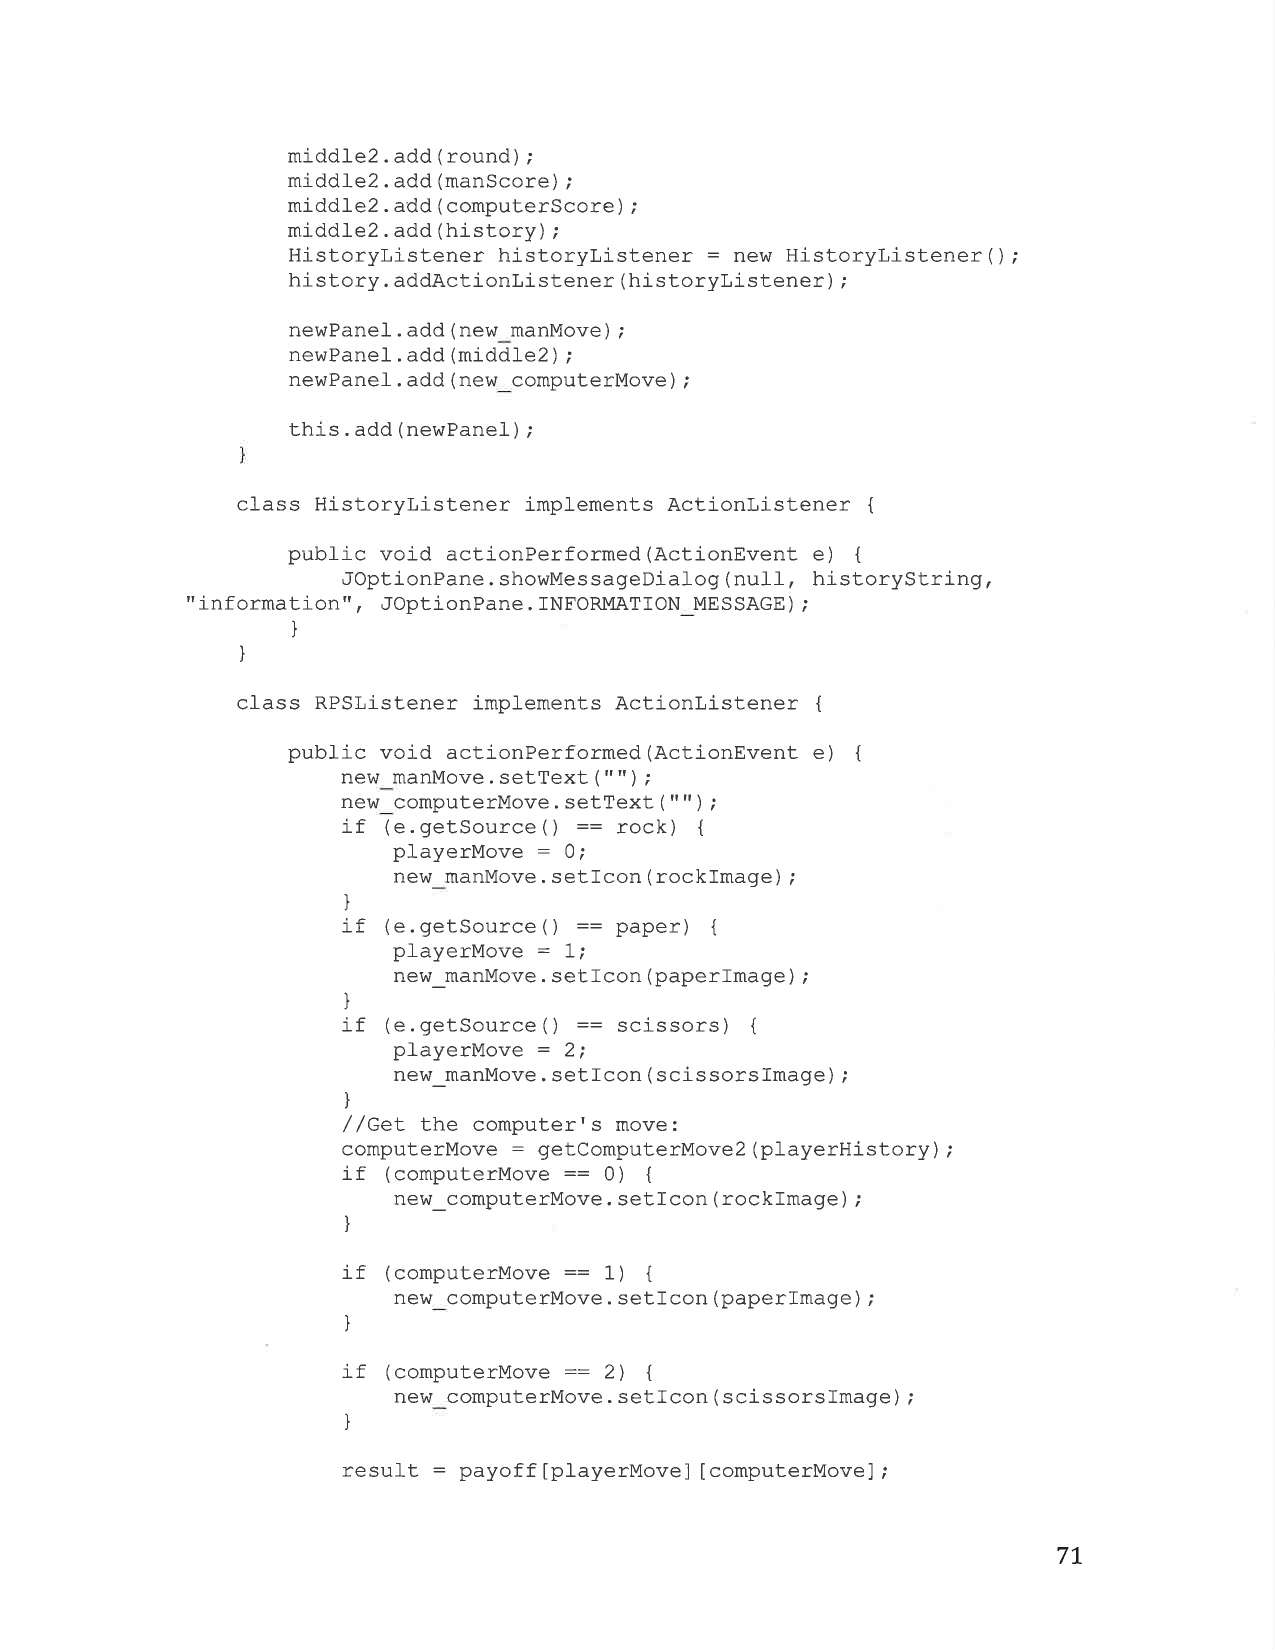 middle2.add(round);
middle2.add(manScore);
middle2.add(computerScore);
middle2.add(history);
HistoryListener historyListener = new HistoryListener();
history.addActionListener(historyListener);

newPanel.add(new_manMove);
newPanel.add(middle2);
newPanel.add(new_computerMove);

this.add(newPanel);
}

class HistoryListener implements ActionListener {

public void actionPerformed(ActionEvent e) {
JOptionPane.showMessageDialog(null, historyString,
"information", JOptionPane.INFORMATION_MESSAGE);
}
}

class RPSListener implements ActionListener {

public void actionPerformed(ActionEvent e) {
new_manMove.setText("");
new_computerMove.setText("");
if (e.getSource() == rock) {
playerMove = 0;
new_manMove.setIcon(rockImage);
}
if (e.getSource() == paper) {
playerMove = 1;
new_manMove.setIcon(paperImage);
}
if (e.getSource() == scissors) {
playerMove = 2;
new_manMove.setIcon(scissorsImage);
}
//Get the computer's move:
computerMove = getComputerMove2(playerHistory);
if (computerMove == 0) {
new_computerMove.setIcon(rockImage);
}

if (computerMove == 1) {
new_computerMove.setIcon(paperImage);
}

if (computerMove == 2) {
new_computerMove.setIcon(scissorsImage);
}

result = payoff[playerMove][computerMove];

71